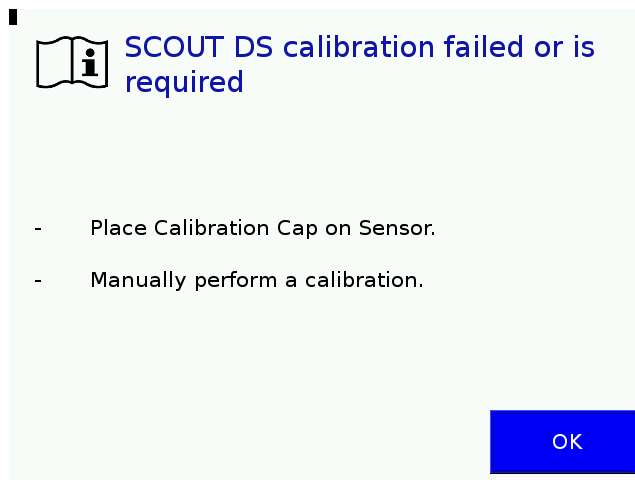 SCOUT DS calibration failed or is
required
- Place Calibration Cap on Sensor.
- Manually perform a calibration.
OK